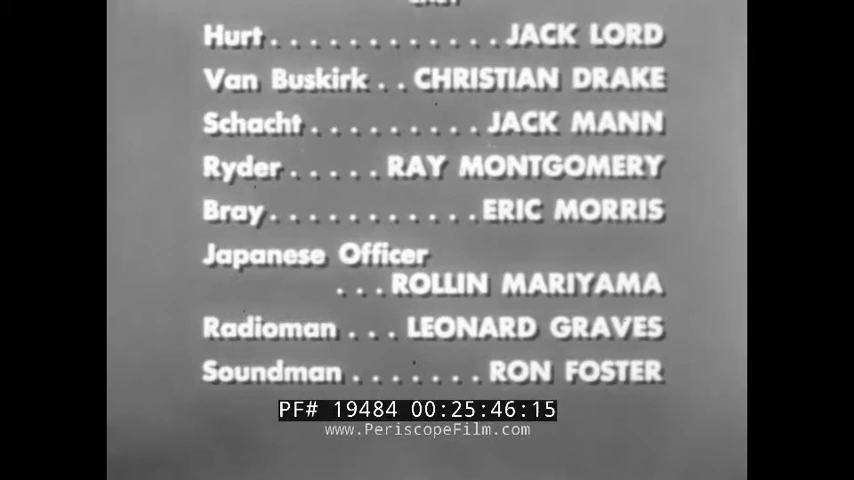 Hurt............JACK LORD
Van Buskirk..CHRISTIAN DRAKE
Schacht.........JACK MANN
Ryder.....RAY MONTGOMERY
Bray...........ERIC MORRIS
Japanese Officer
...ROLLIN MARIYAMA
Radioman...LEONARD GRAVES
Soundman.......RON FOSTER
PF# 19484 00:25:46:15
www.PeriscopeFilm.com